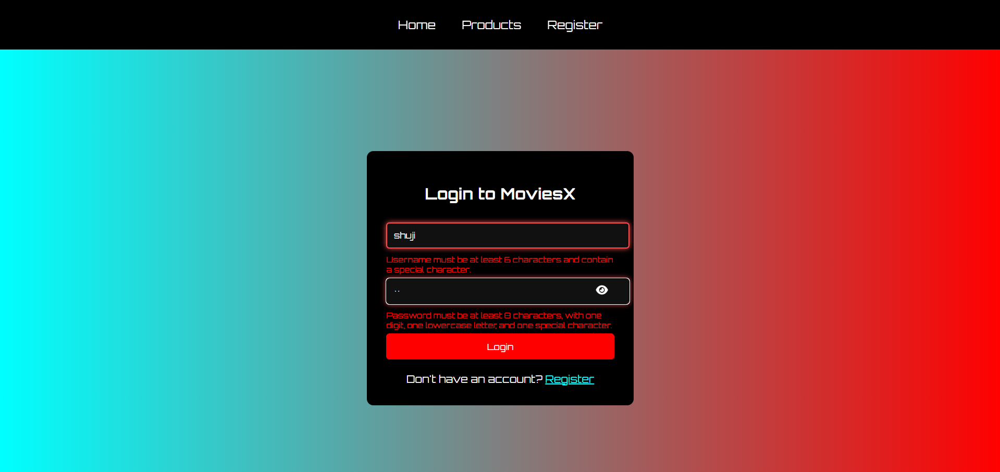 Home Products Register
Login to MoviesX
shuji
Username must be at least 6 characters and contain
a special character.
..
Password must be at least 8 characters, with one
digit, one lowercase letter, and one special character.
Login
Don't have an account? Register